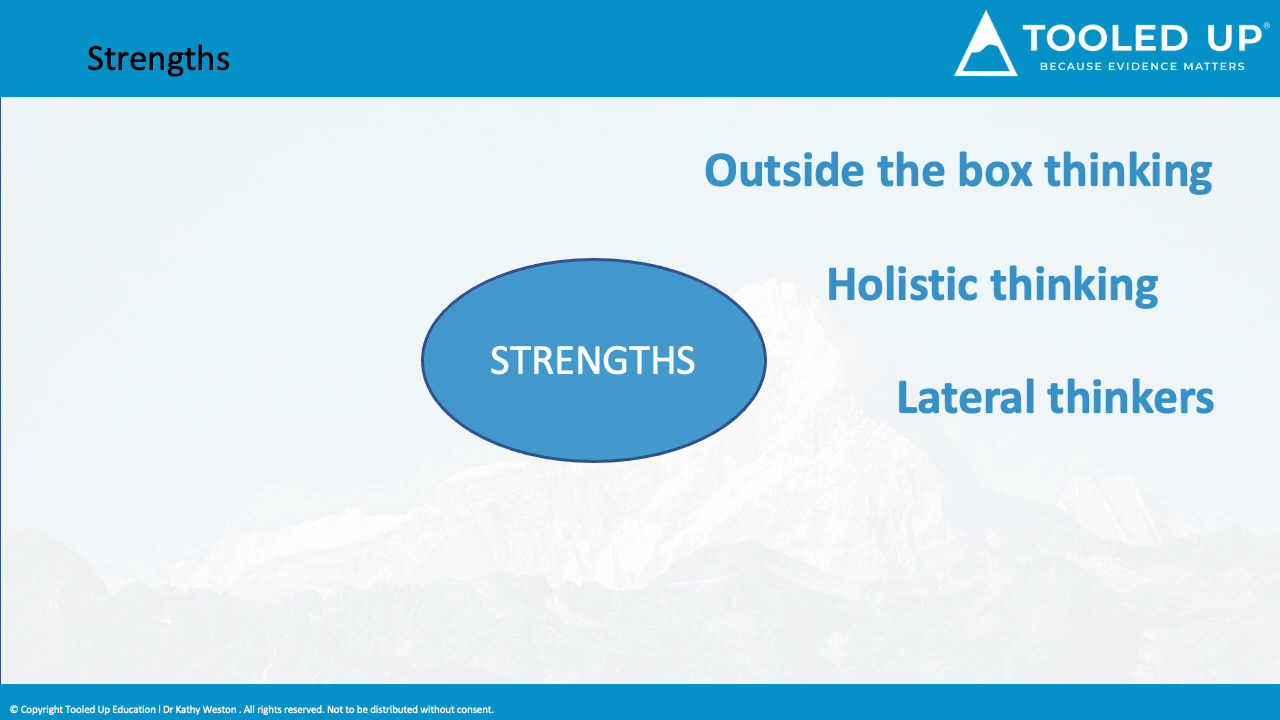 Strengths
TOOLED UP®
BECAUSE EVIDENCE MATTERS
Outside the box thinking
Holistic thinking
STRENGTHS
Lateral thinkers
© Copyright Tooled Up Education l Dr Kathy Weston . All rights reserved. Not to be distributed without consent.